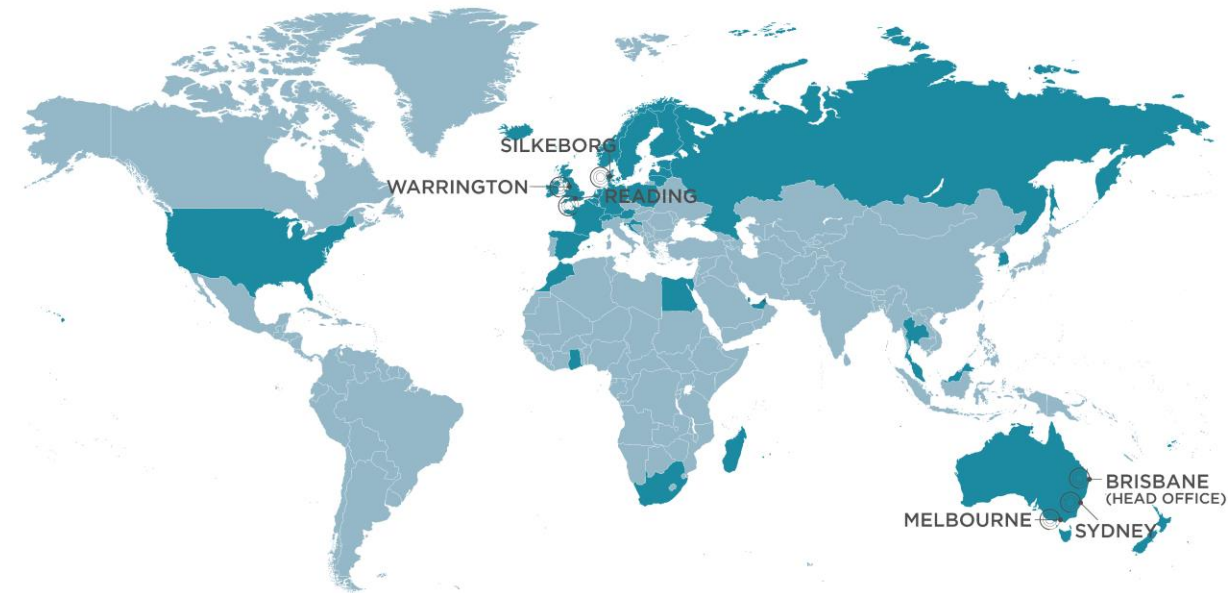 SILKEBORG
WARRINGTON
READING
BRISBANE
(HEAD OFFICE)
MELBOURNE
SYDNEY